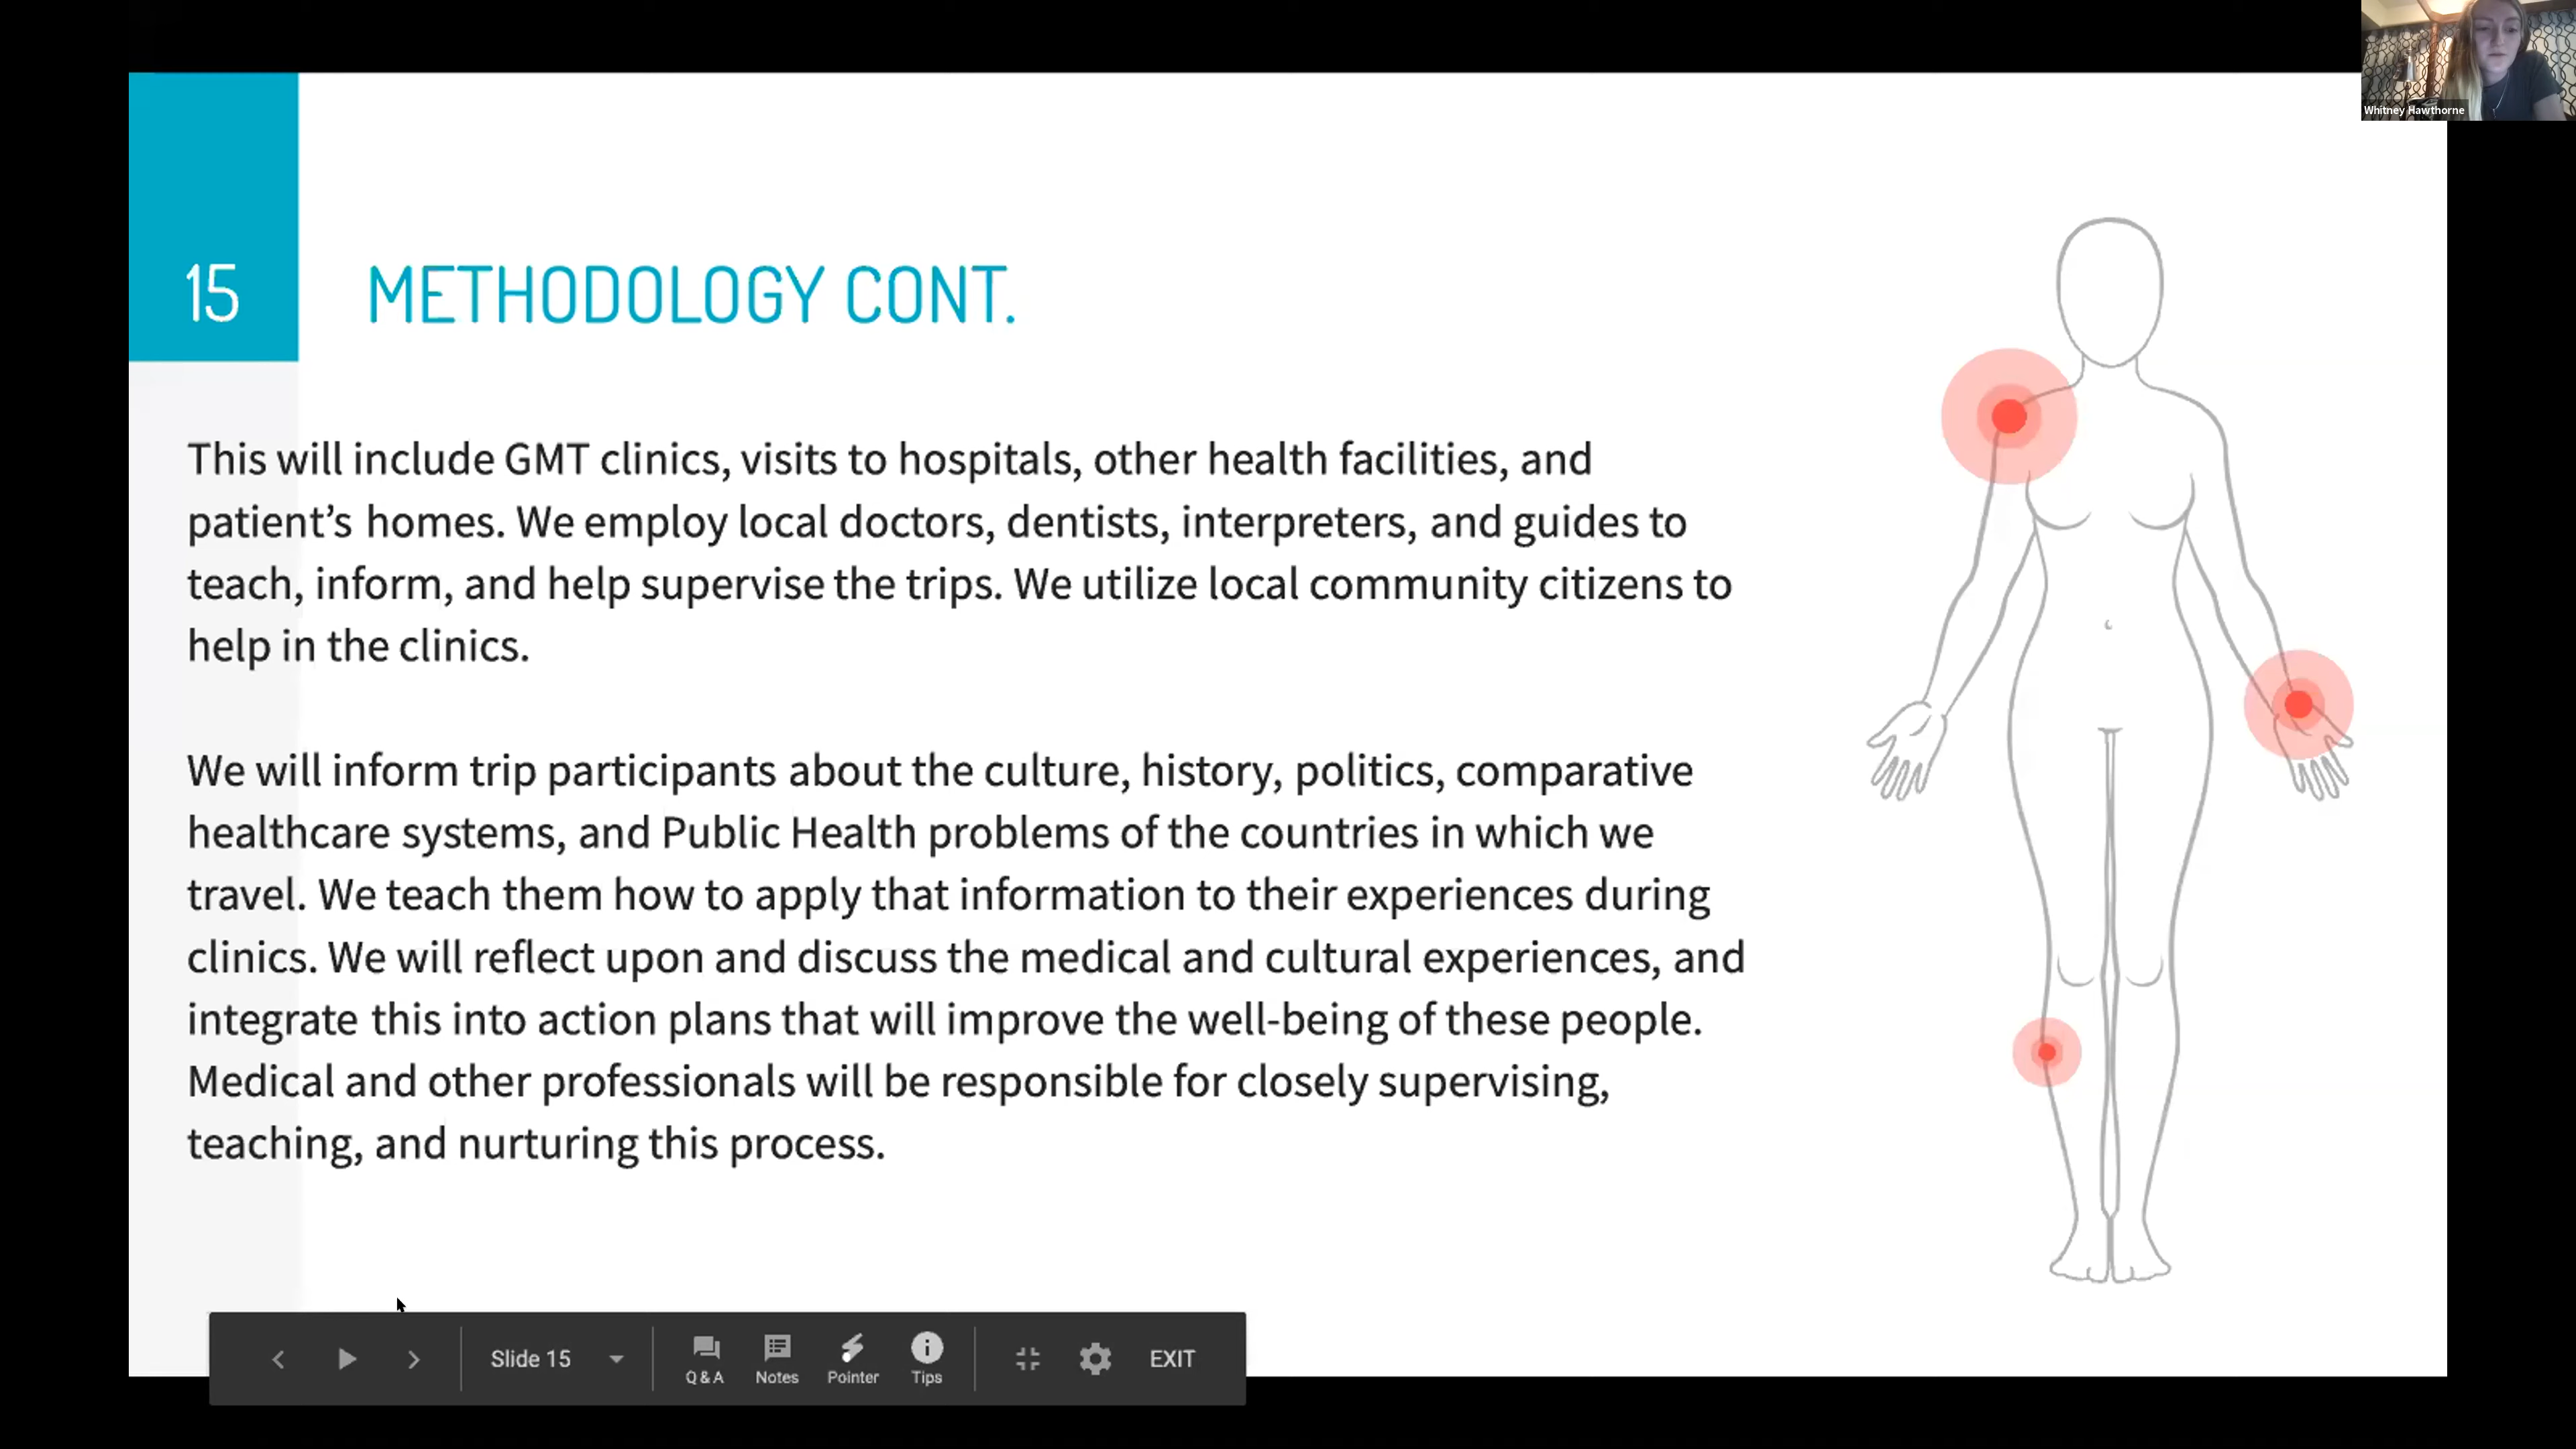 Whitney Hawthorne
15
METHODOLOGY CONT.
This will include GMT clinics, visits to hospitals, other health facilities, and
patient’s homes. We employ local doctors, dentists, interpreters, and guides to
teach, inform, and help supervise the trips. We utilize local community citizens to
help in the clinics.
We will inform trip participants about the culture, history, politics, comparative
healthcare systems, and Public Health problems of the countries in which we
travel. We teach them how to apply that information to their experiences during
clinics. We will reflect upon and discuss the medical and cultural experiences, and
integrate this into action plans that will improve the well-being of these people.
Medical and other professionals will be responsible for closely supervising,
teaching, and nurturing this process.
Slide 15
Q & A
Notes
Pointer
Tips
EXIT